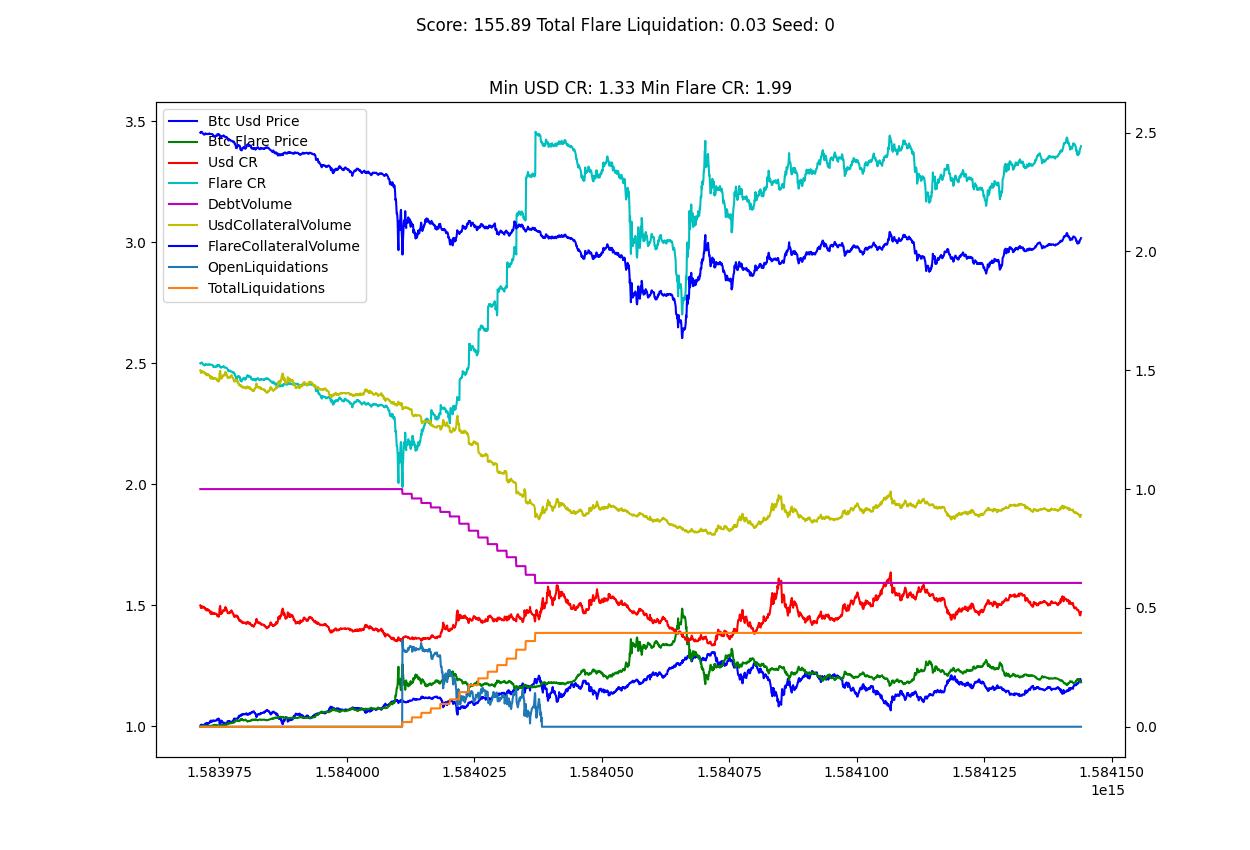 Score: 155.89 Total Flare Liquidation: 0.03 Seed: 0
Min USD CR: 1.33 Min Flare CR: 1.99
Btc Usd Price
Btc Flare Price
Usd CR
Flare CR
DebtVolume
UsdCollateralVolume
FlareCollateralVolume
OpenLiquidations
TotalLiquidations
3.5
3.0
2.5
2.0
1.5
1.0
2.5
2.0
1.5
1.0
0.5
0.0
1.583975 1.584000 1.584025 1.584050 1.584075 1.584100 1.584125 1.584150
1e15